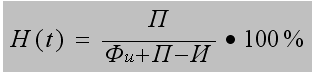 H(t) = П / (Фи+П−И) • 100 %